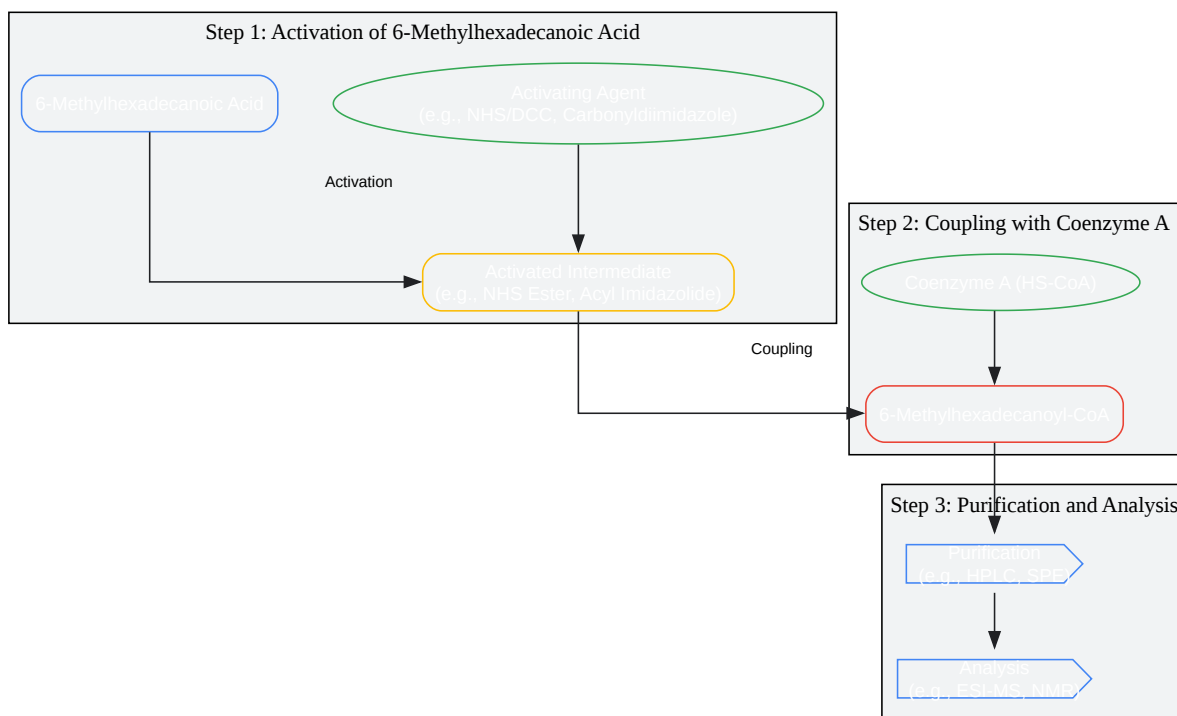 Step 1: Activation of 6-Methylhexadecanoic Acid
6-Methylhexadecanoic Acid
Activating Agent
(e.g., NHS/DCC, Carbonyldiimidazole)
Activation
Activated Intermediate
(e.g., NHS Ester, Acyl Imidazolide)
Step 2: Coupling with Coenzyme A
Coenzyme A (HS-CoA)
Coupling
6-Methylhexadecanoyl-CoA
Step 3: Purification and Analysis
Purification
(e.g., HPLC, SPE)
Analysis
(e.g., ESI-MS, NMR)